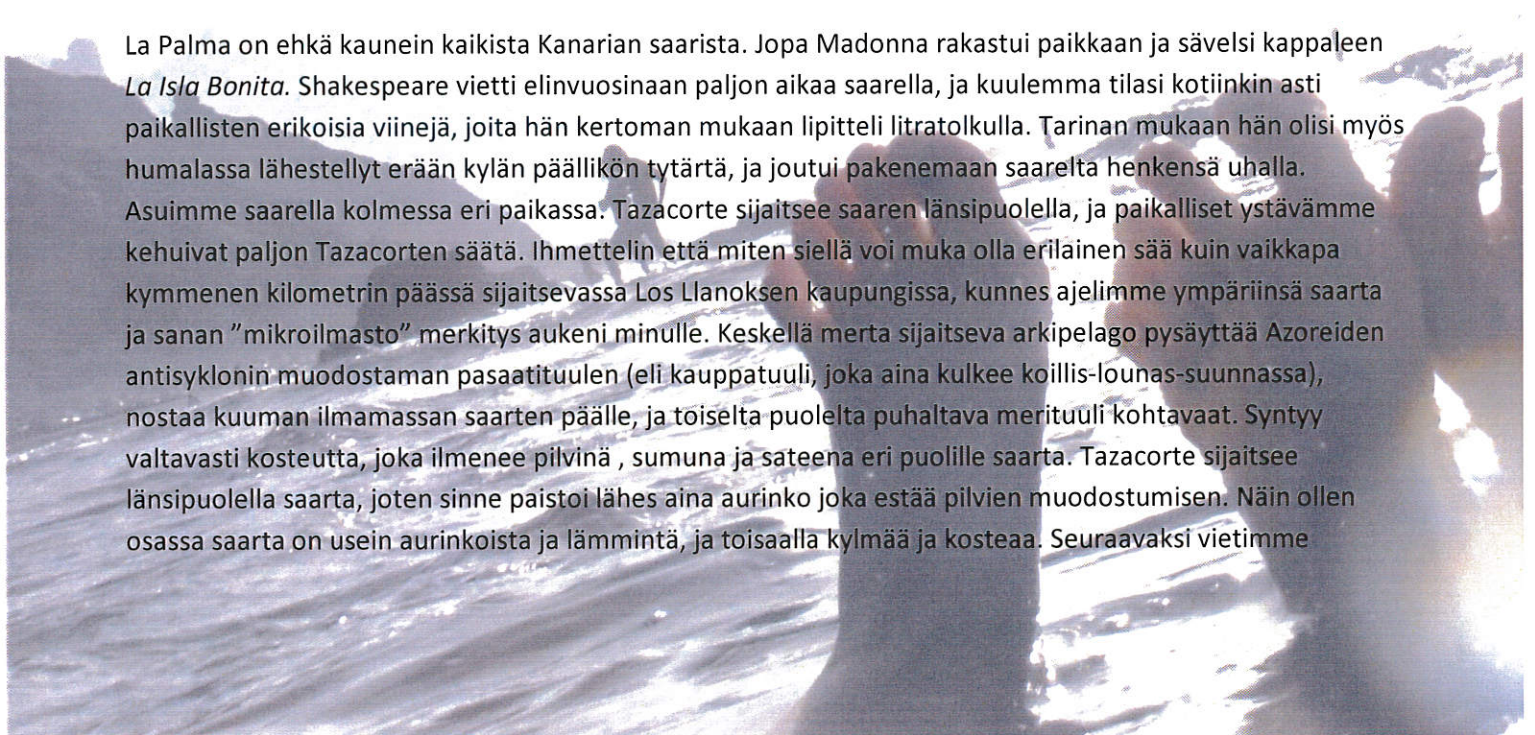 La Palma on ehkä kaunein kaikista Kanarian saarista. Jopa Madonna rakastui paikkaan ja sävelsi kappaleen
La Isla Bonita. Shakespeare vietti elinvuosinaan paljon aikaa saarella, ja kuulemma tilasi kotiinkin asti
paikallisten erikoisia viinejä, joita hän kertoman mukaan lipitteli litratolkulla. Tarinan mukaan hän olisi myös
humalassa lähestellyt erään kylän päällikön tytärtä, ja joutui pakenemaan saarelta henkensä uhalla.
Asuimme saarella kolmessa eri paikassa. Tazacorte sijaitsee saaren länsipuolella, ja paikalliset ystävämme
kehuivat paljon Tazacorten säätä. Ihmettelin että miten siellä voi muka olla erilainen sää kuin vaikkapa
kymmenen kilometrin päässä sijaitsevassa Los Llanoksen kaupungissa, kunnes ajelimme ympäriinsä saarta
ja sanan ”mikroilmasto” merkitys aukeni minulle. Keskellä merta sijaitseva arkipelago pysäyttää Azoreiden
antisyklonin muodostaman pasaatituulen (eli kauppatuuli, joka aina kulkee koillis-lounas-suunnassa),
nostaa kuuman ilmamassan saarten päälle, ja toiselta puolelta puhaltava merituuli kohtavaat. Syntyy
valtavasti kosteutta, joka ilmenee pilvinä , sumuna ja sateena eri puolille saarta. Tazacorte sijaitsee
länsipuolella saarta, joten sinne paistoi lähes aina aurinko joka estää pilvien muodostumisen. Näin ollen
osassa saarta on usein aurinkoista ja lämmintä, ja toisaalla kylmää ja kosteaa. Seuraavaksi vietimme